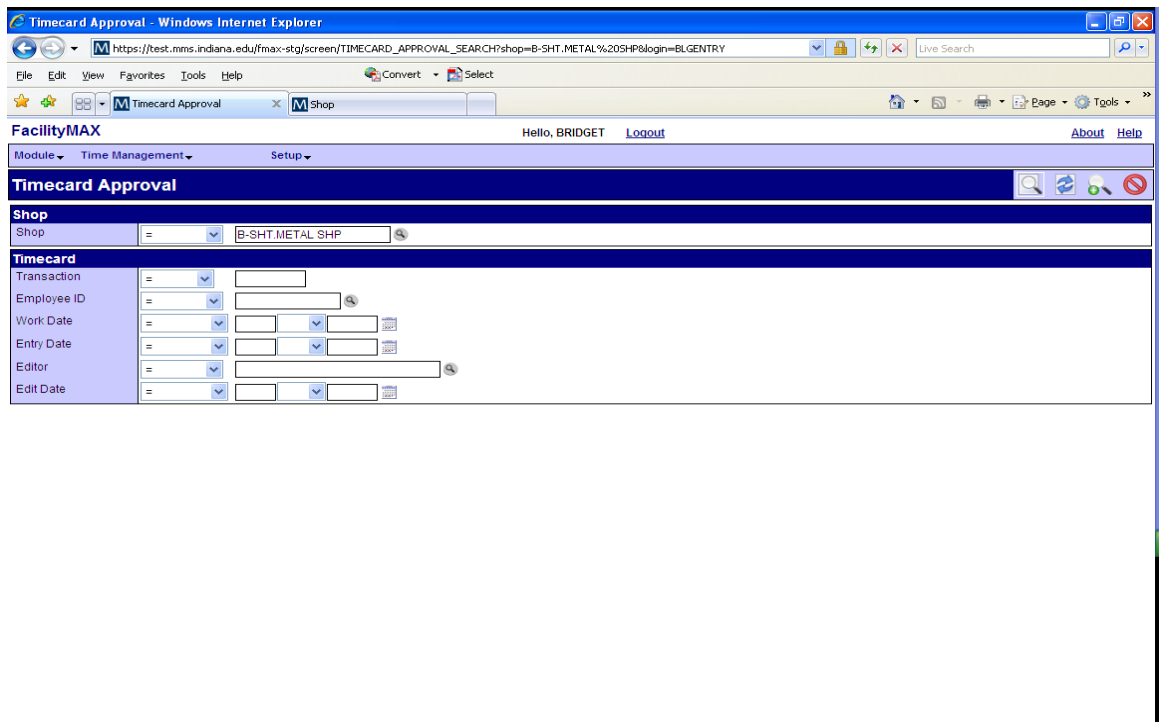 Timecard Approval - Windows Internet Explorer
https://test.mms.indiana.edu/fmax-stg/screen/TIMECARD_APPROVAL_SEARCH?shop=B-SHT.METAL%20SHP&login=BLGENTRY
Live Search
File Edit View Favorites Tools Help Convert Select
M Timecard Approval M Shop Page Tools »
FacilityMAX Hello, BRIDGET Logout About Help
Module Time Management Setup
Timecard Approval
Shop
Shop = B-SHT.METAL SHP
Timecard
Transaction =
Employee ID =
Work Date =
Entry Date =
Editor =
Edit Date =